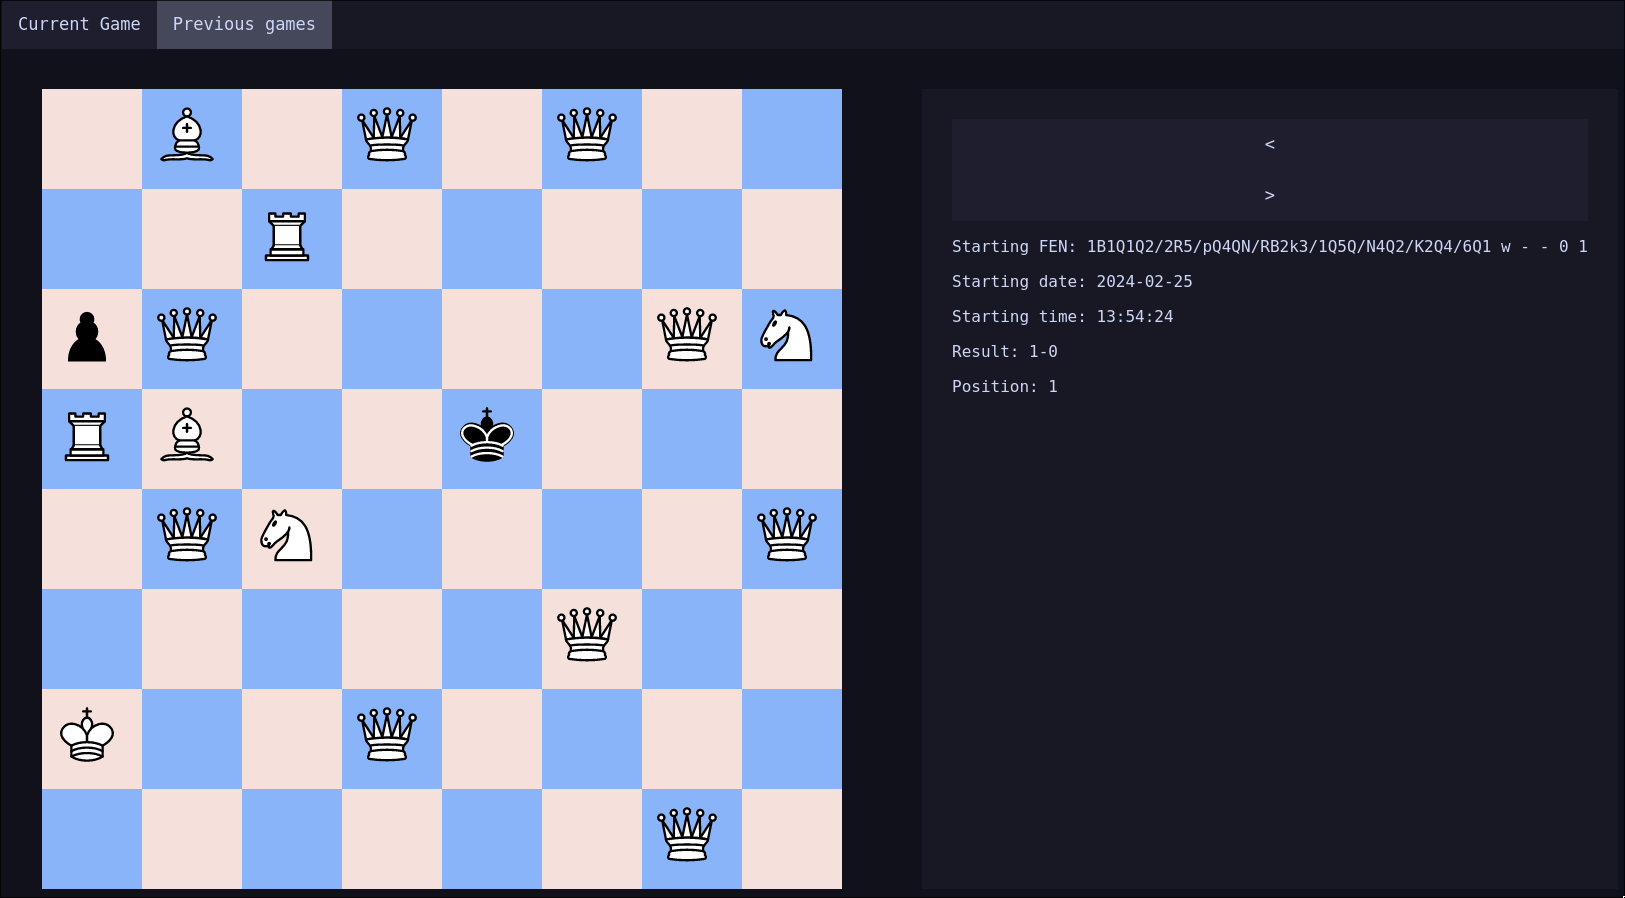 Current Game Previous games
<
>
Starting FEN: 1B1Q1Q2/2R5/pQ4QN/RB2k3/1Q5Q/N4Q2/K2Q4/6Q1 w - - 0 1
Starting date: 2024-02-25
Starting time: 13:54:24
Result: 1-0
Position: 1